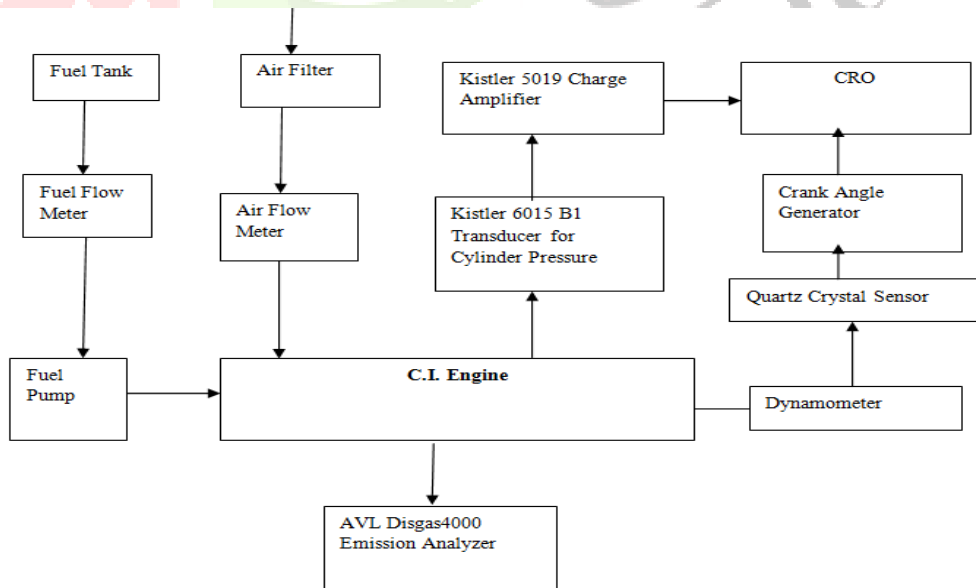 Fuel Tank
Air Filter
Kistler 5019 Charge
Amplifier
CRO
Fuel Flow
Meter
Air Flow
Meter
Kistler 6015 B1
Transducer for
Cylinder Pressure
Crank Angle
Generator
Quartz Crystal Sensor
Fuel
Pump
C.I. Engine
Dynamometer
AVL Disgas4000
Emission Analyzer